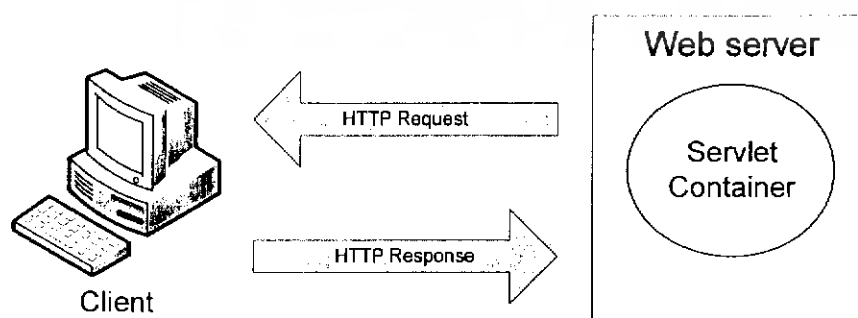 Web server
HTTP Request
Servlet
Container
HTTP Response
Client